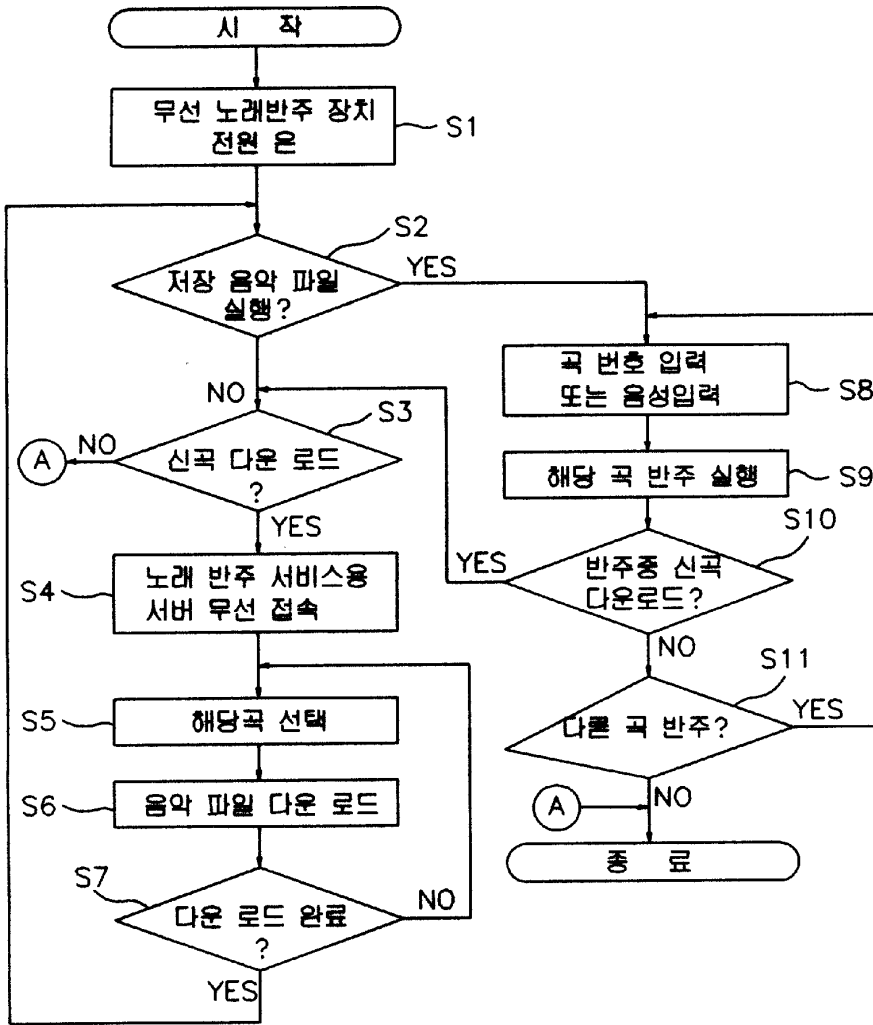 시 작
무선 노래반주 장치
전원 온
S1
S2
저장 음악 파일
실행?
YES
NO
S3
신곡 다운 로드
?
NO
A
YES
S4
노래 반주 서비스용
서버 무선 접속
S5
해당곡 선택
S6
음악 파일 다운 로드
S7
다운 로드 완료
?
NO
YES
곡 번호 입력
또는 음성입력
S8
해당 곡 반주 실행
S9
S10
반주중 신곡
다운로드?
YES
NO
S11
다른 곡 반주?
YES
NO
A
종 료